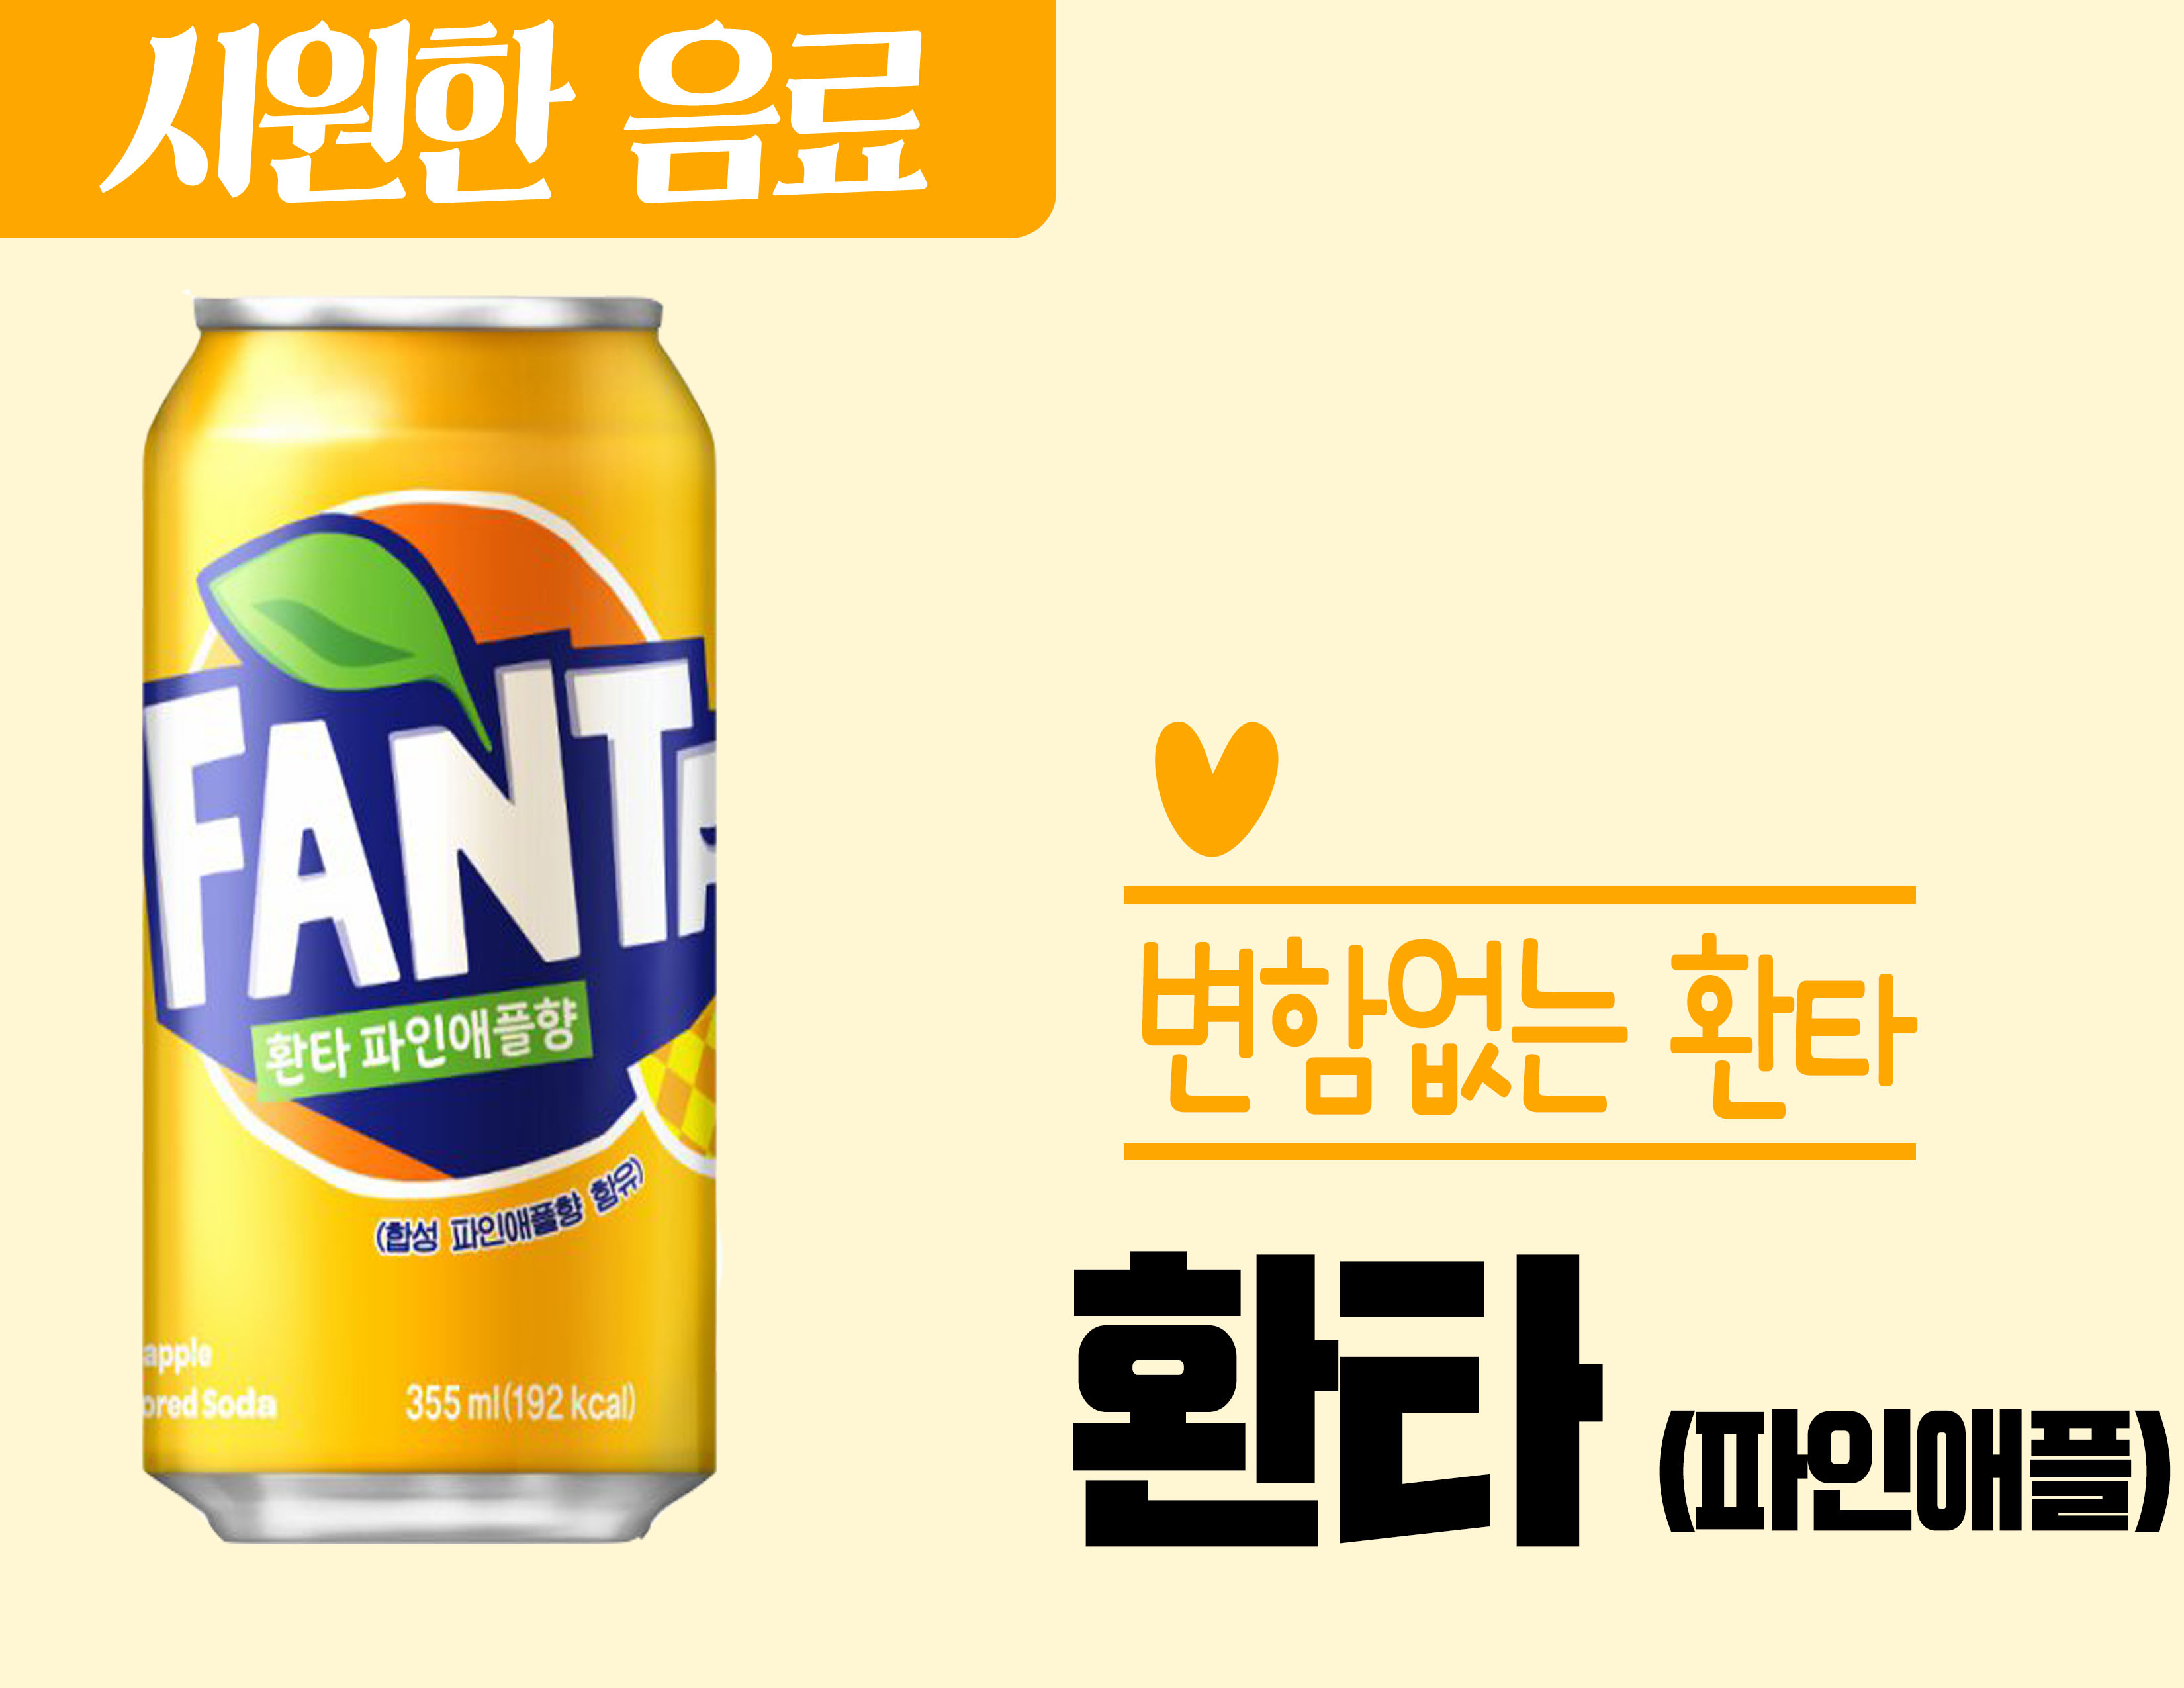 시원한 음료
FANTA
환타 파인애플향
(합성 파인애플향 함유)
apple
ored Soda
355 ml(192 kcal)
변함없는 환타
환타 (파인애플)